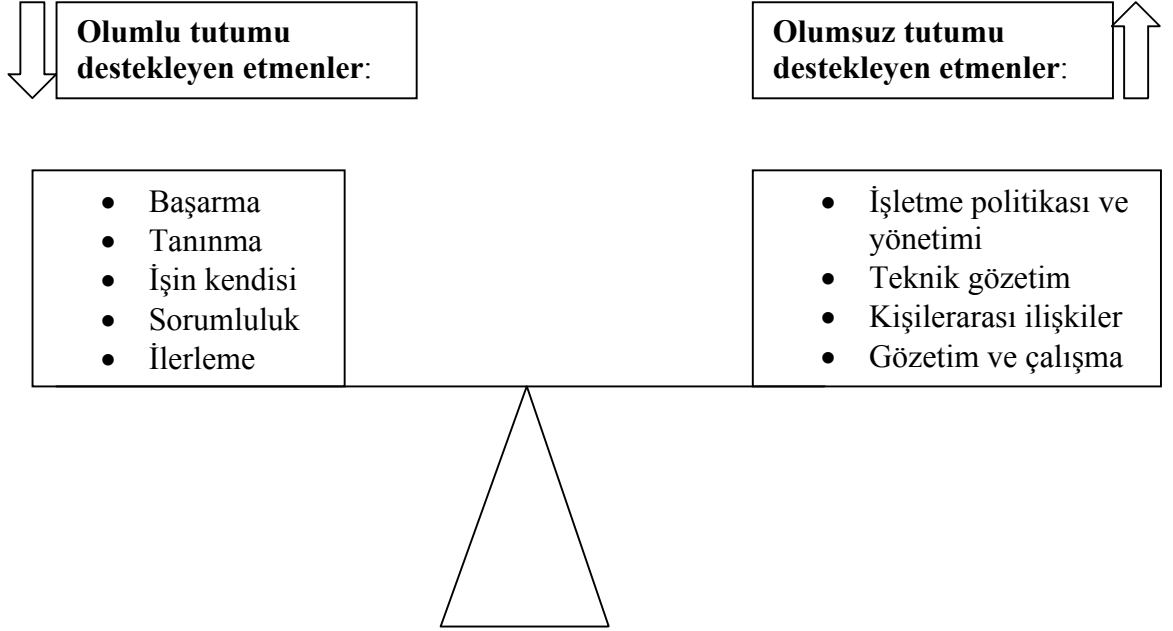 Olumlu tutumu
destekleyen etmenler:
Olumsuz tutumu
destekleyen etmenler:
• Başarma
• Tanınma
• İşin kendisi
• Sorumluluk
• İlerleme
• İşletme politikası ve
yönetimi
• Teknik gözetim
• Kişilerarası ilişkiler
• Gözetim ve çalışma